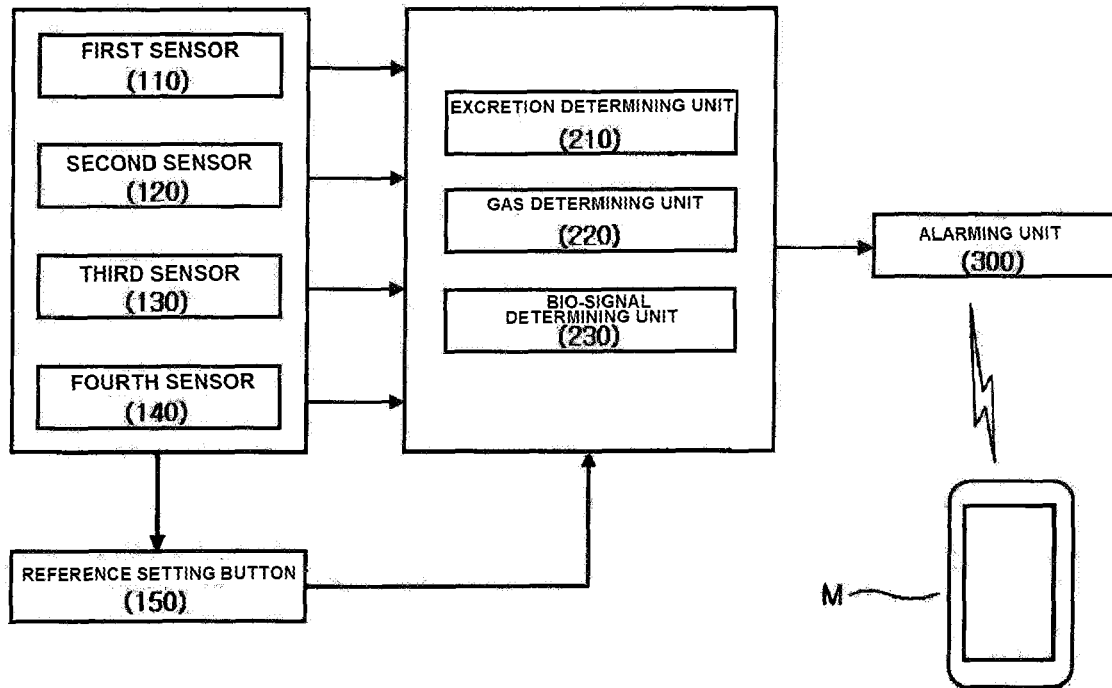 FIRST SENSOR
(110)
SECOND SENSOR
(120)
THIRD SENSOR
(130)
FOURTH SENSOR
(140)
REFERENCE SETTING BUTTON
(150)
EXCRETION DETERMINING UNIT
(210)
GAS DETERMINING UNIT
(220)
BIO-SIGNAL
DETERMINING UNIT
(230)
ALARMING UNIT
(300)
M